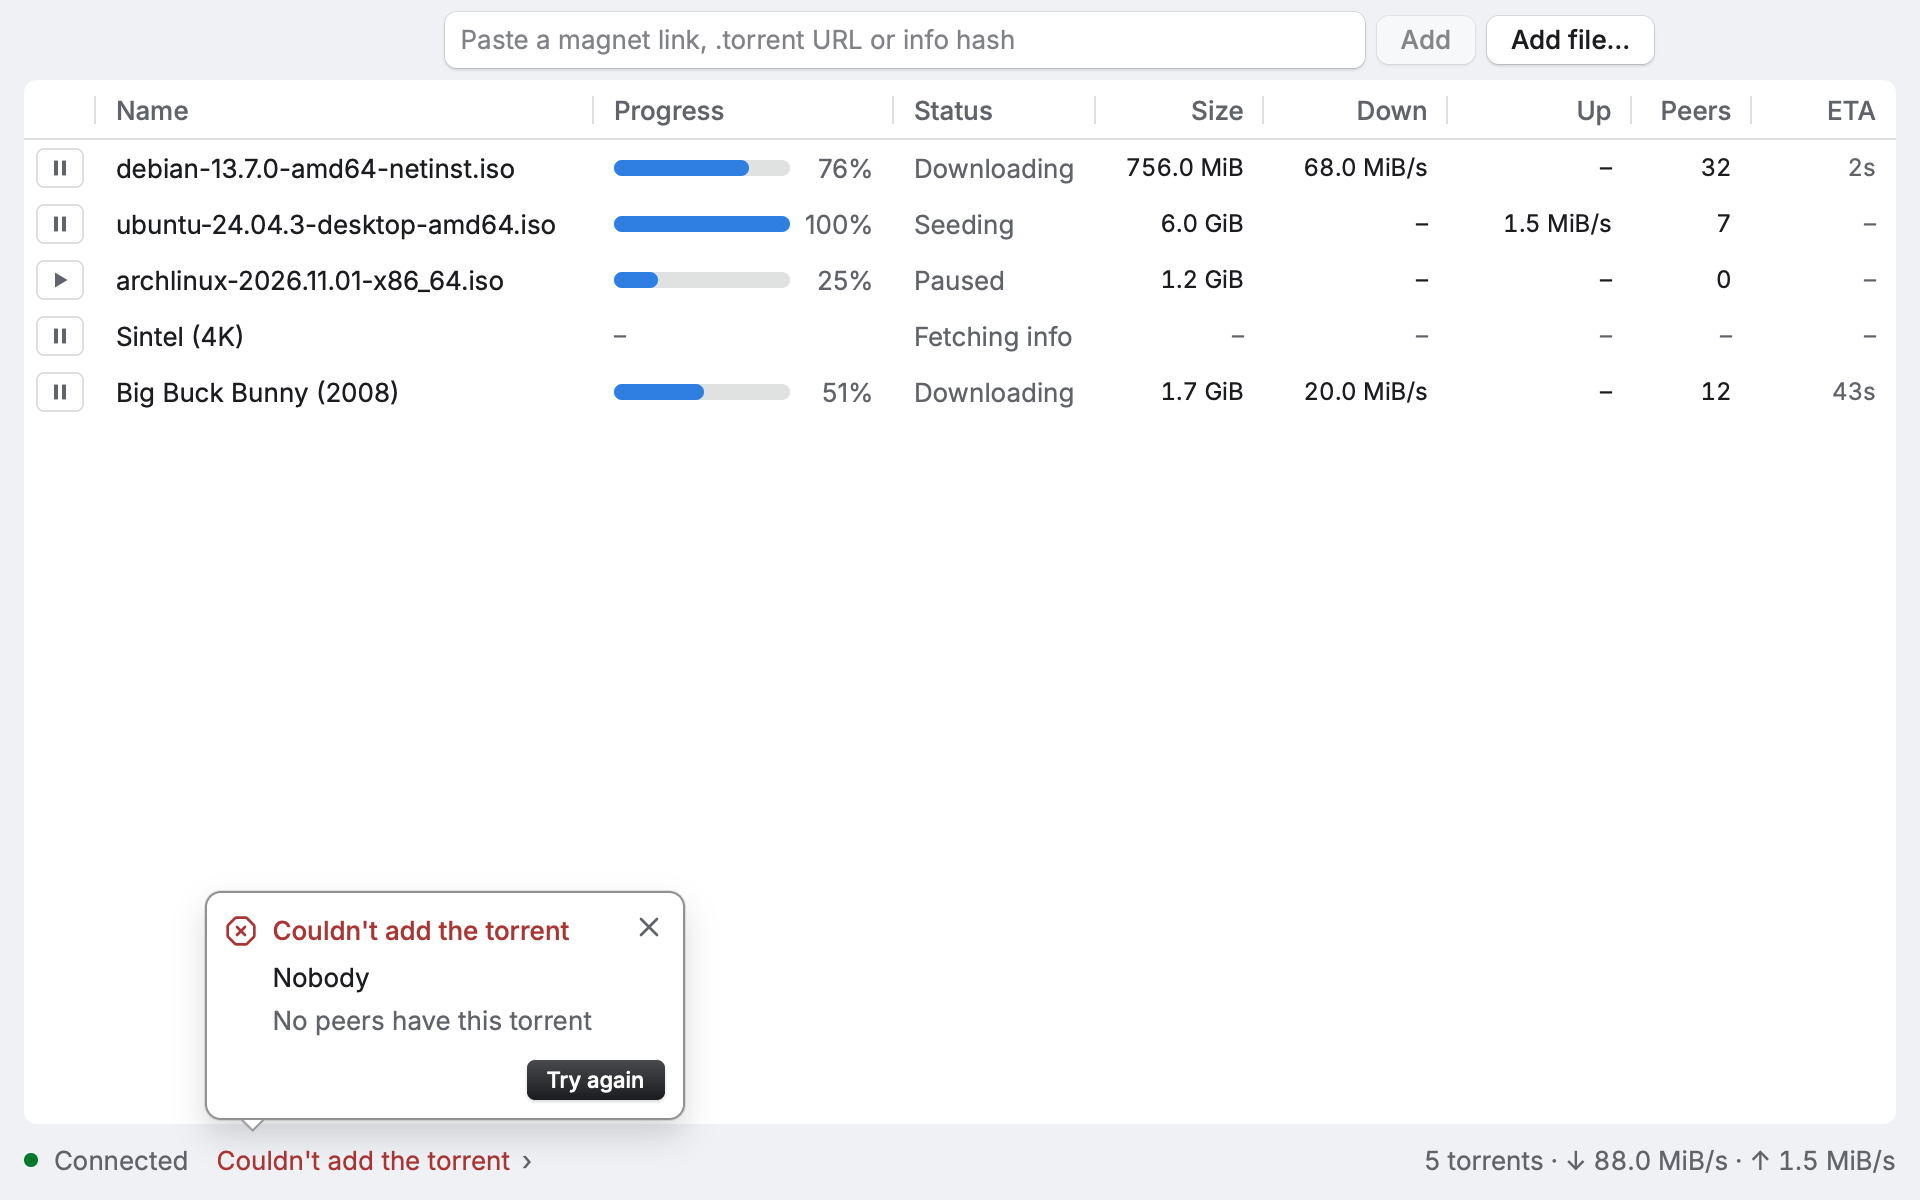 Paste a magnet link, .torrent URL or info hash Add Add file...
Name Progress Status Size Down Up Peers ETA
debian-13.7.0-amd64-netinst.iso 76% Downloading 756.0 MiB 68.0 MiB/s – 32 2s
ubuntu-24.04.3-desktop-amd64.iso 100% Seeding 6.0 GiB – 1.5 MiB/s 7 –
archlinux-2026.11.01-x86_64.iso 25% Paused 1.2 GiB – – 0 –
Sintel (4K) – Fetching info – – – – –
Big Buck Bunny (2008) 51% Downloading 1.7 GiB 20.0 MiB/s – 12 43s
Couldn't add the torrent
Nobody
No peers have this torrent
Try again
Connected Couldn't add the torrent › 5 torrents · ↓ 88.0 MiB/s · ↑ 1.5 MiB/s